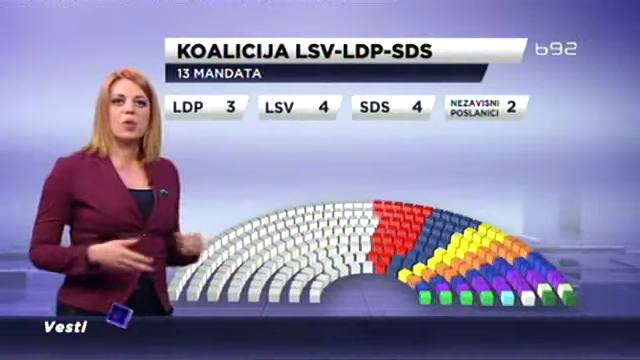 KOALICIJA LSV-LDP-SDS
b92
13 MANDATA
LDP 3
LSV 4
SDS 4
NEZAVISNI POSLANICI 2
Vesti